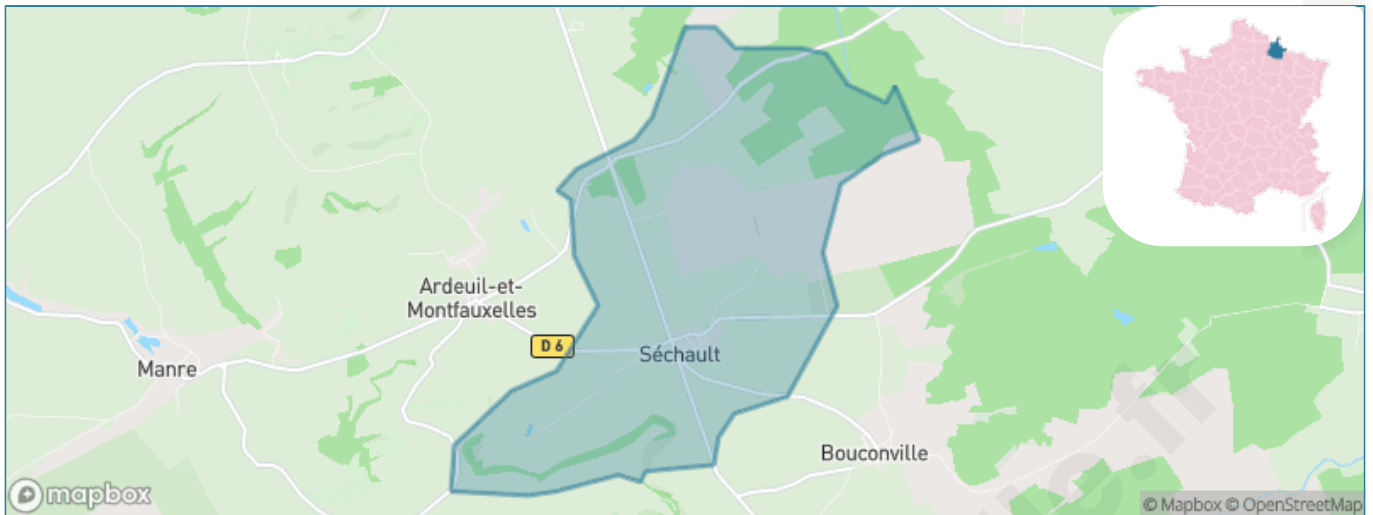 Ardeuil-et-
Montfauxelles
D 6
Séchault
Manre
Bouconville
mapbox
© Mapbox © OpenStreetMap